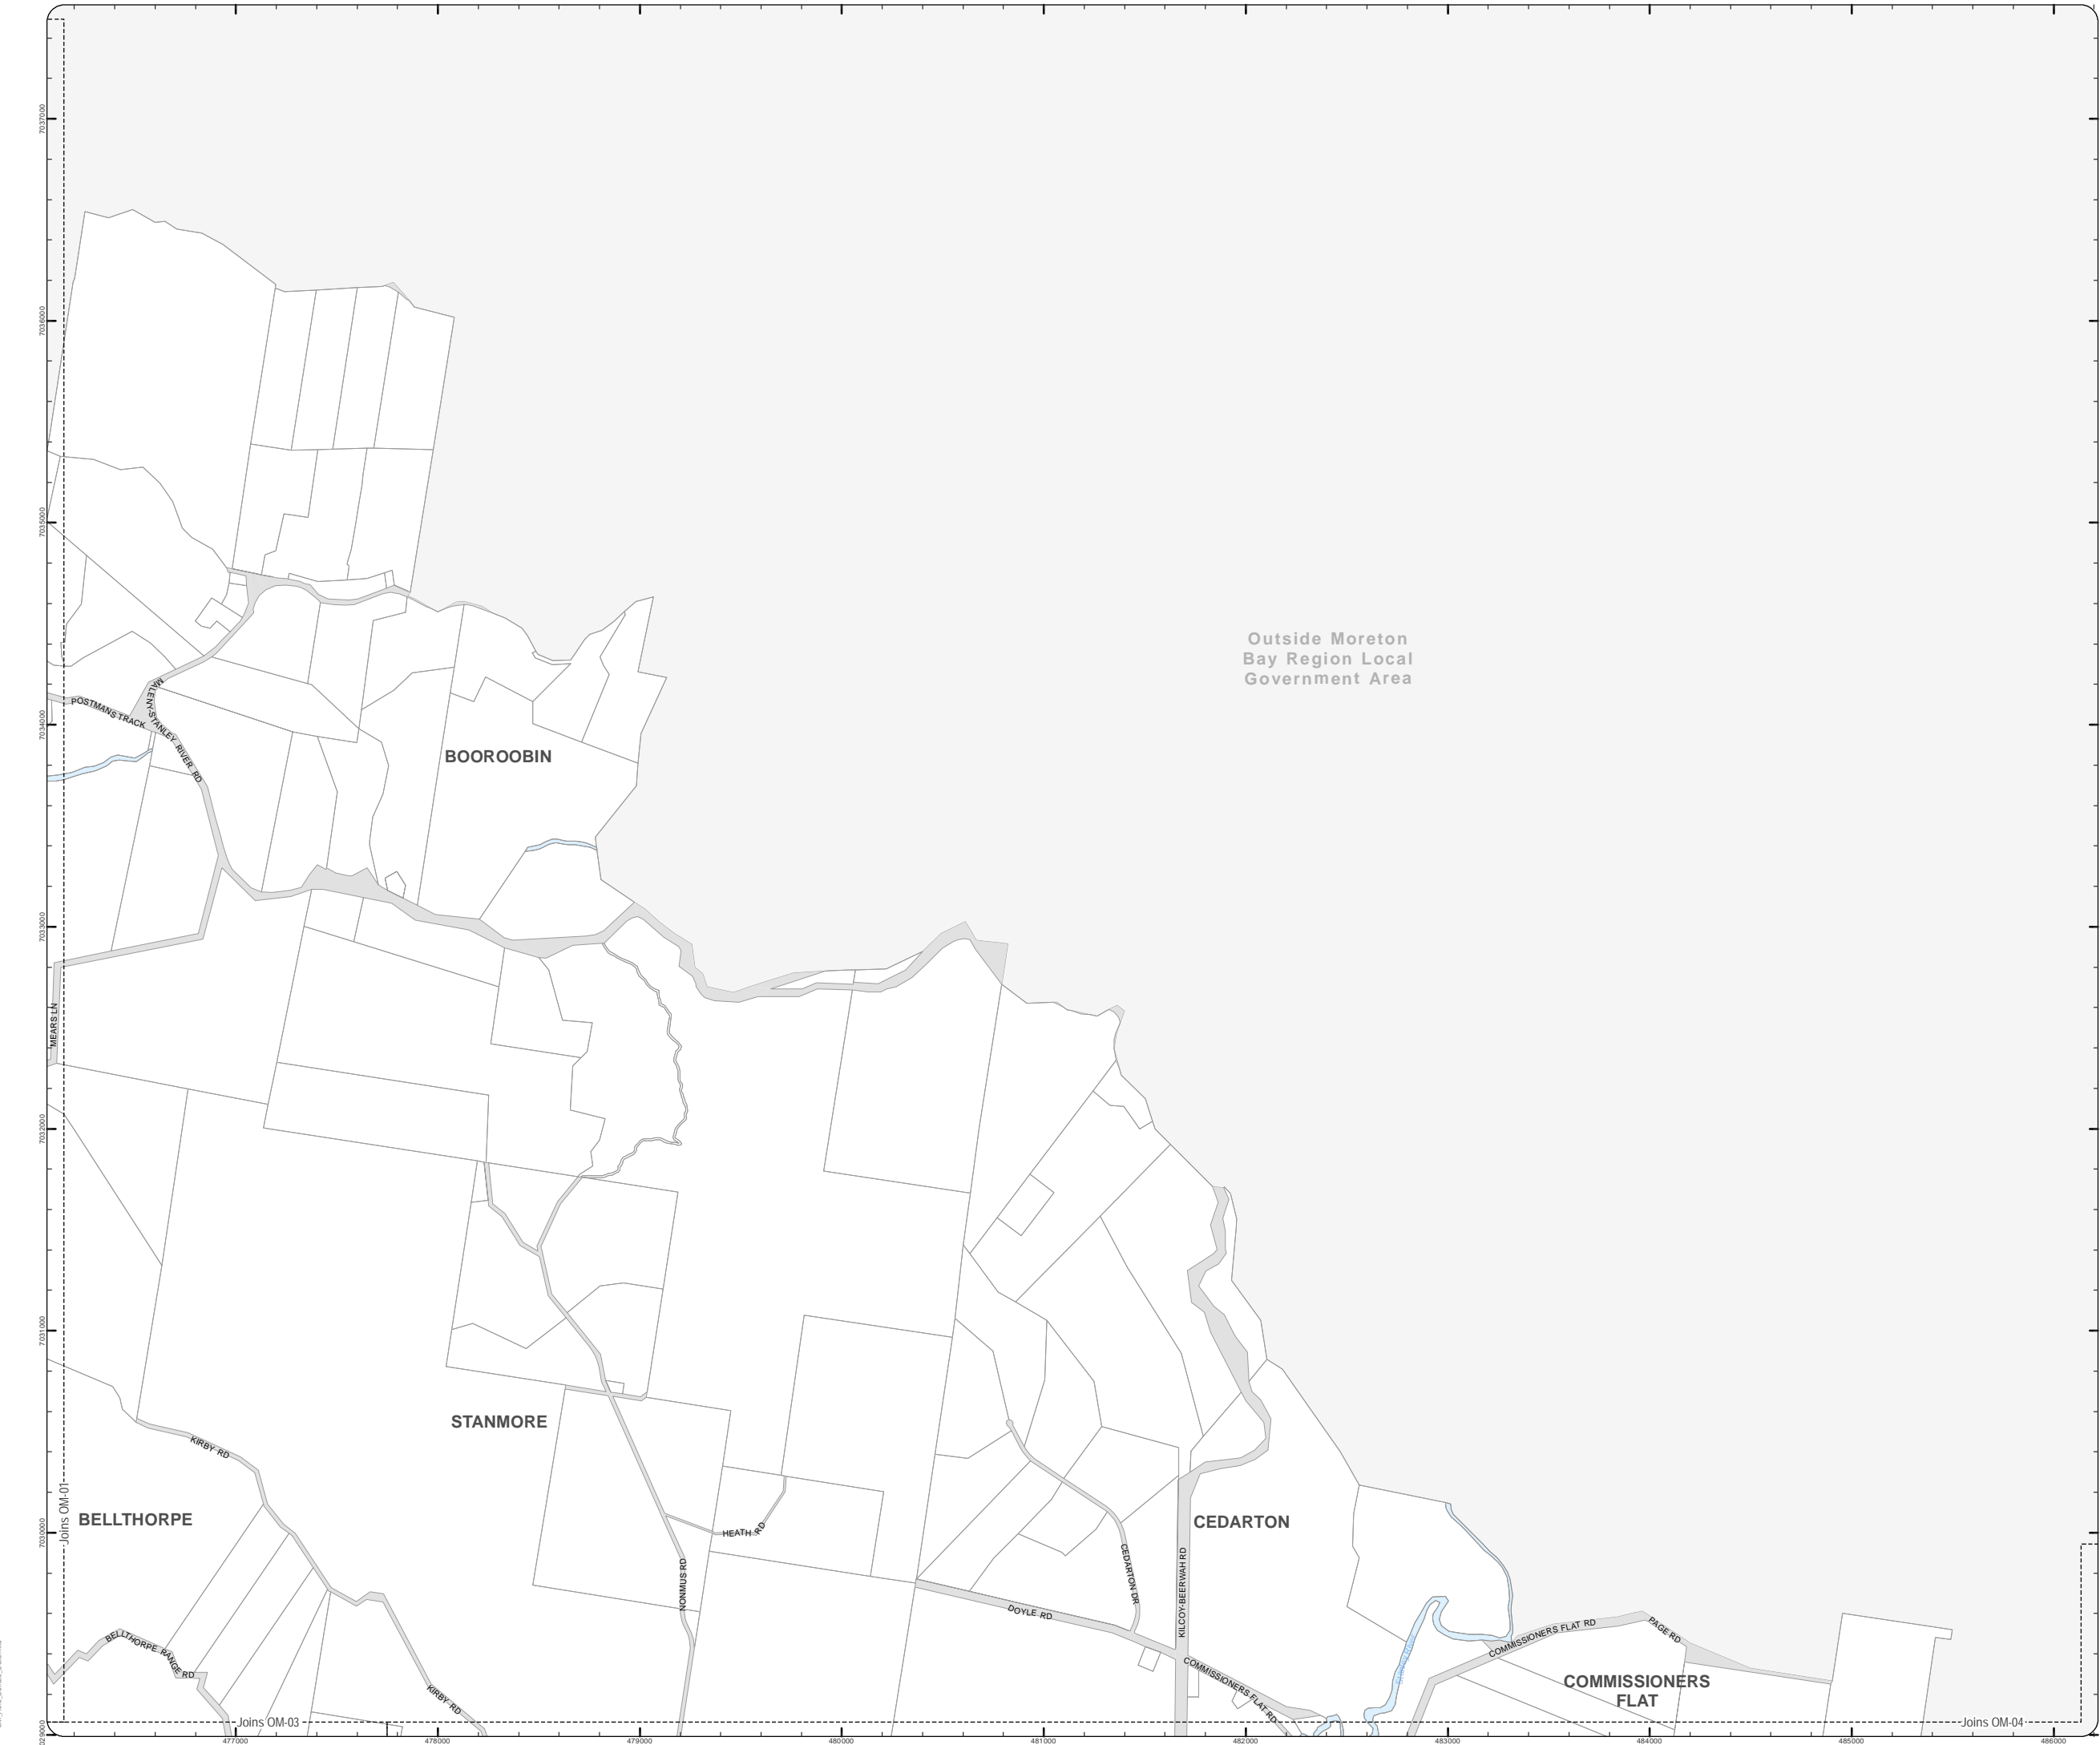 7037000
7036000
7035000
Outside Moreton
Bay Region Local
Government Area
MALENY STANLEY RIVER RD
POSTMANS TRACK
7034000
BOOROOBIN
7033000
MEARS LN
7032000
7031000
STANMORE
KIRBY RD
Joins OM-01
BELLTHORPE
CEDARTON
7030000
HEATH RD
NONMUS RD
CEDARTON DR
KILCOY-BEERWAH RD
DOYLE RD
BELLTHORPE RANGE RD
COMMISSIONERS FLAT RD
PAGE RD
COMMISSIONERS FLAT RD
COMMISSIONERS
FLAT
KIRBY RD
Joins OM-03
Joins OM-04
477000
478000
479000
480000
481000
482000
483000
484000
485000
486000